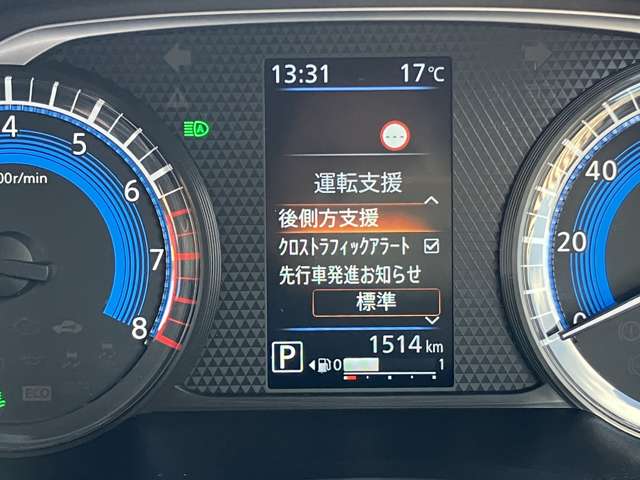 13:31 17℃
---
運転支援
後側方支援
ｸﾛｽﾄﾗﾌｨｯｸｱﾗｰﾄ
先行車発進お知らせ
標準
1514 km
P 0 1
4
5
6
7
8
00r/min
ECO
A
40
20
0